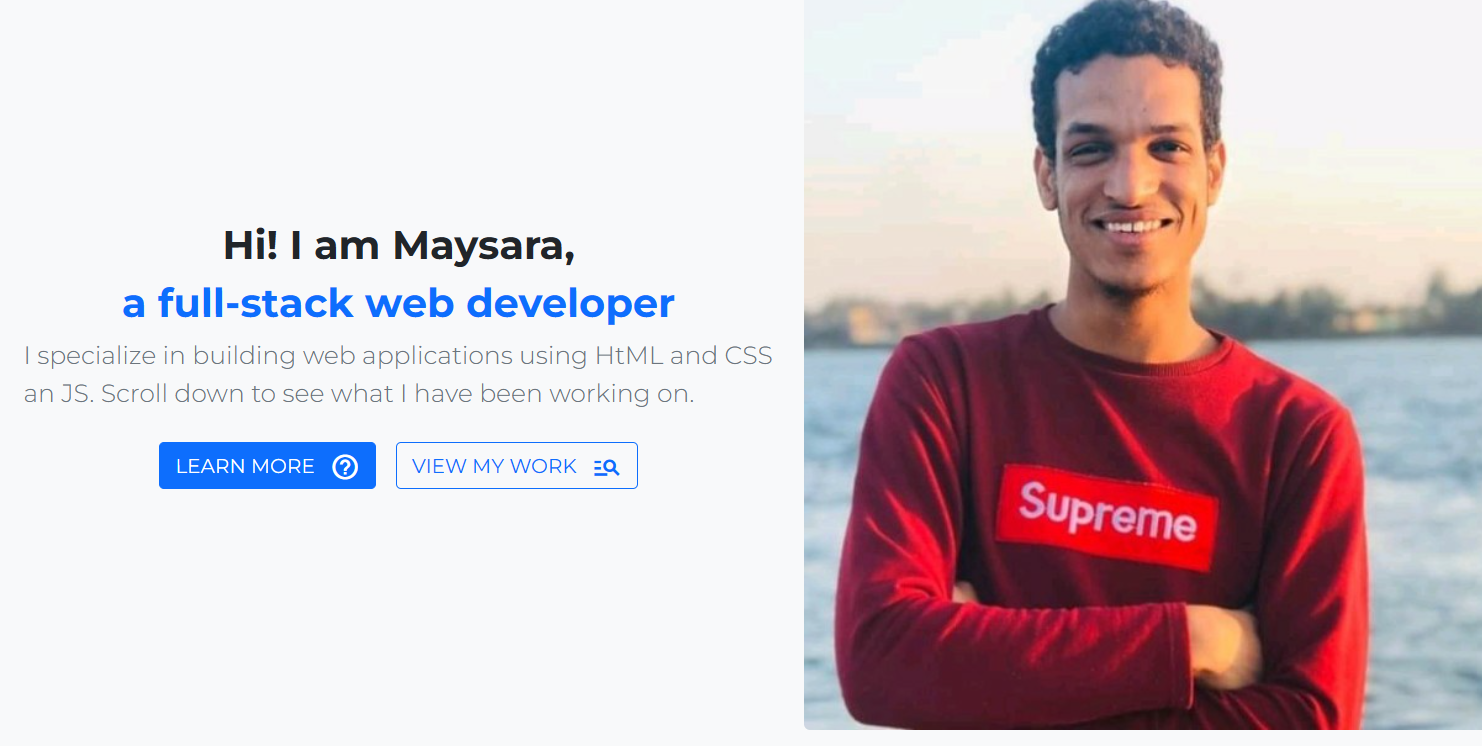 Hi! I am Maysara,
a full-stack web developer
I specialize in building web applications using HtML and CSS
an JS. Scroll down to see what I have been working on.
LEARN MORE
VIEW MY WORK
Supreme